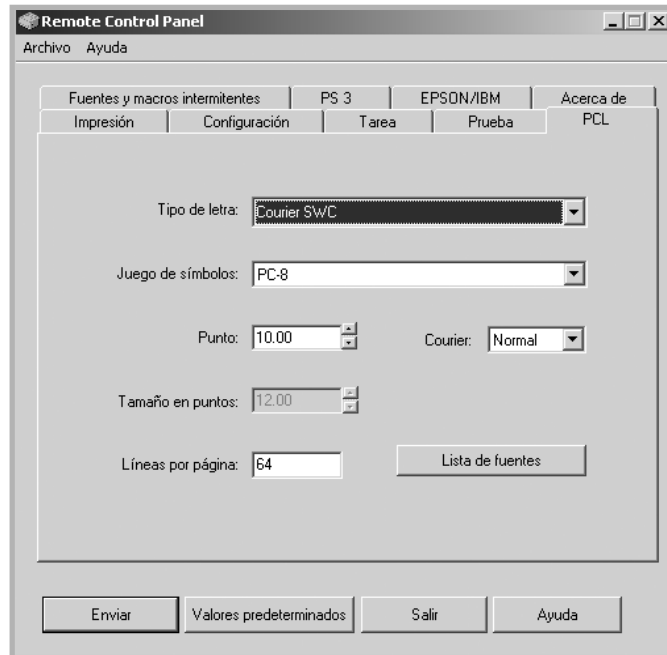 Remote Control Panel
Archivo Ayuda
Fuentes y macros intermitentes PS 3 EPSON/IBM Acerca de
Impresión Configuración Tarea Prueba PCL
Tipo de letra: Courier SWC
Juego de símbolos: PC-8
Punto: 10.00 Courier: Normal
Tamaño en puntos: 12.00
Líneas por página: 64 Lista de fuentes
Enviar Valores predeterminados Salir Ayuda